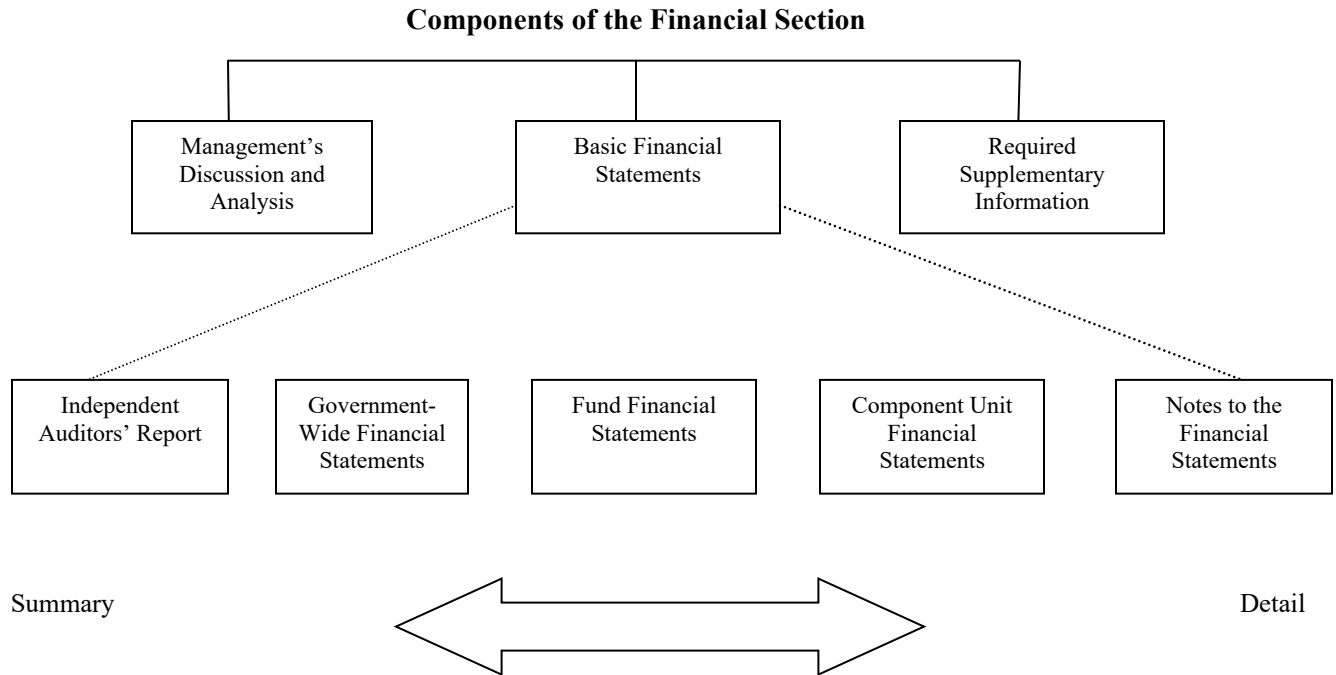 Components of the Financial Section
Management’s
Discussion and
Analysis
Basic Financial
Statements
Required
Supplementary
Information
Independent
Auditors’ Report
Government-
Wide Financial
Statements
Fund Financial
Statements
Component Unit
Financial
Statements
Notes to the
Financial
Statements
Summary
Detail